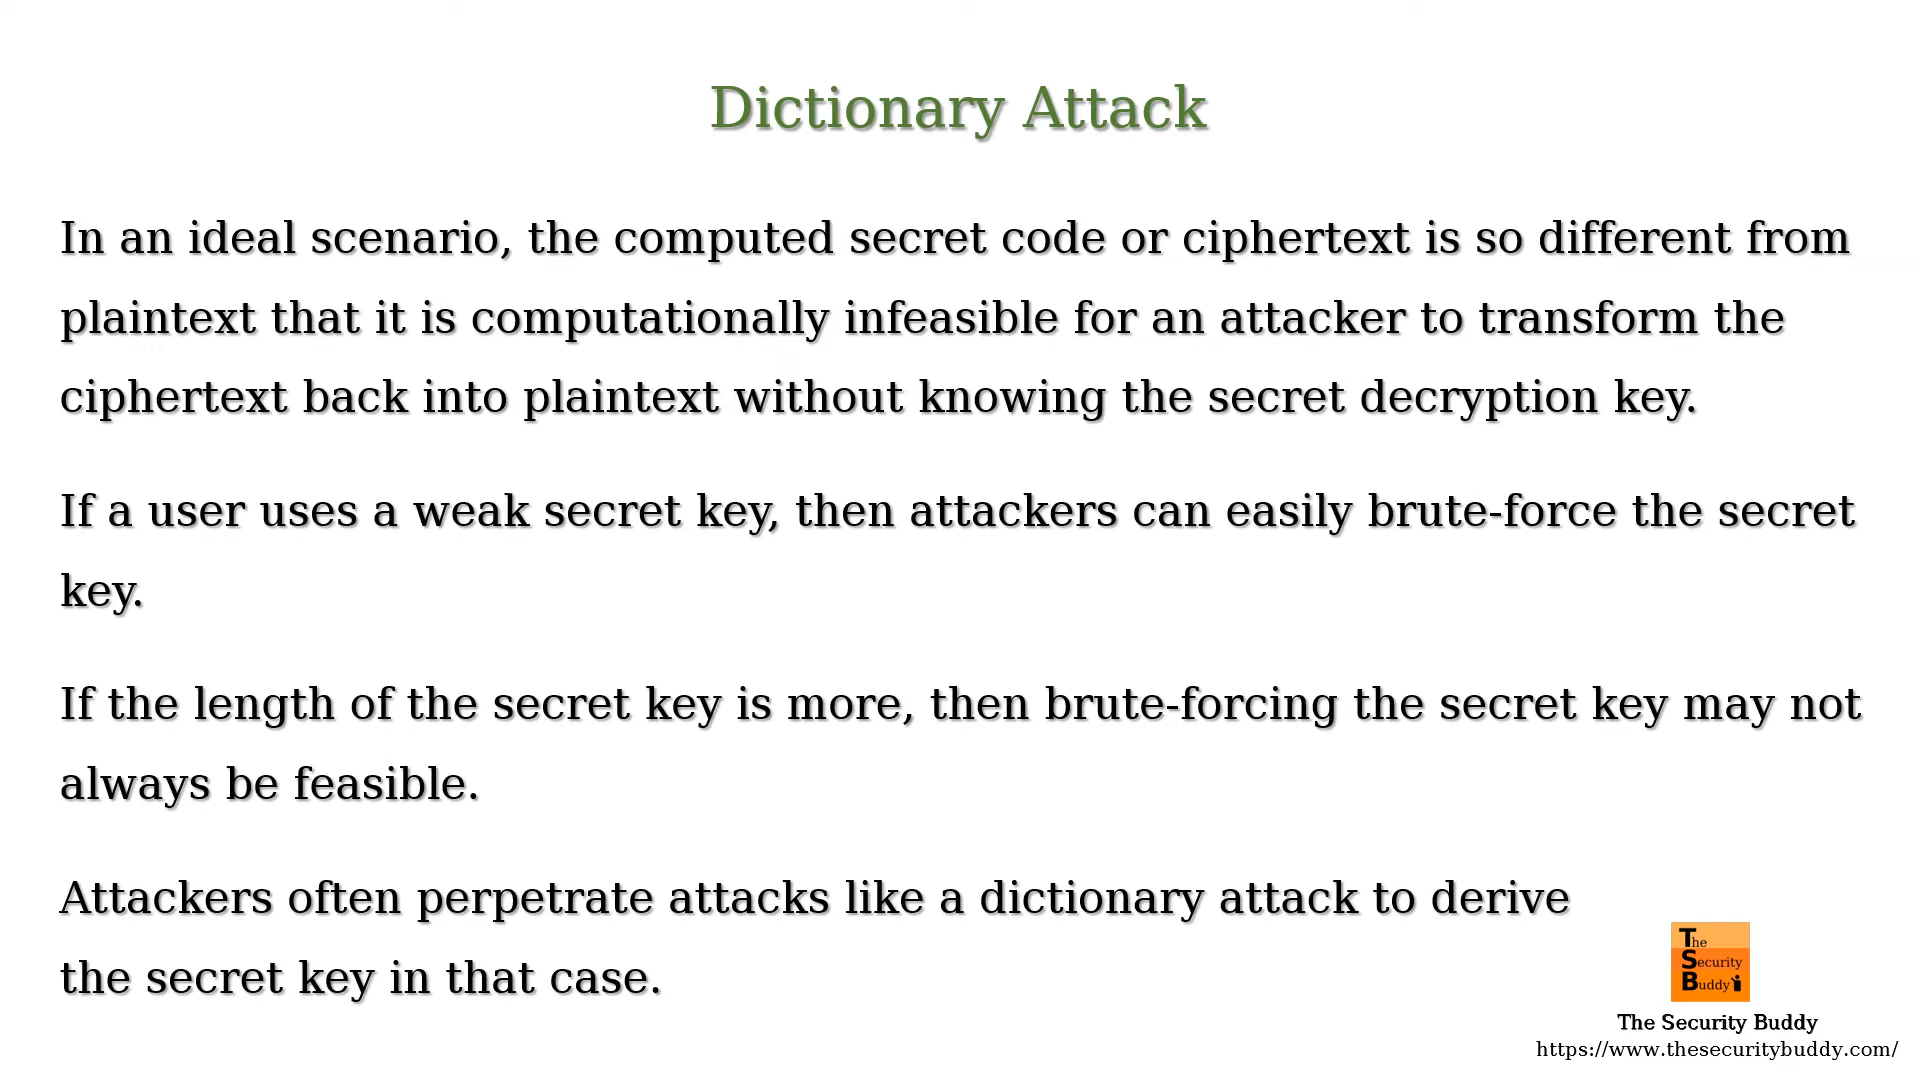 Dictionary Attack
In an ideal scenario, the computed secret code or ciphertext is so different from
plaintext that it is computationally infeasible for an attacker to transform the
ciphertext back into plaintext without knowing the secret decryption key.
If a user uses a weak secret key, then attackers can easily brute-force the secret
key.
If the length of the secret key is more, then brute-forcing the secret key may not
always be feasible.
Attackers often perpetrate attacks like a dictionary attack to derive
the secret key in that case.
The
Security
Buddy
The Security Buddy
https://www.thesecuritybuddy.com/